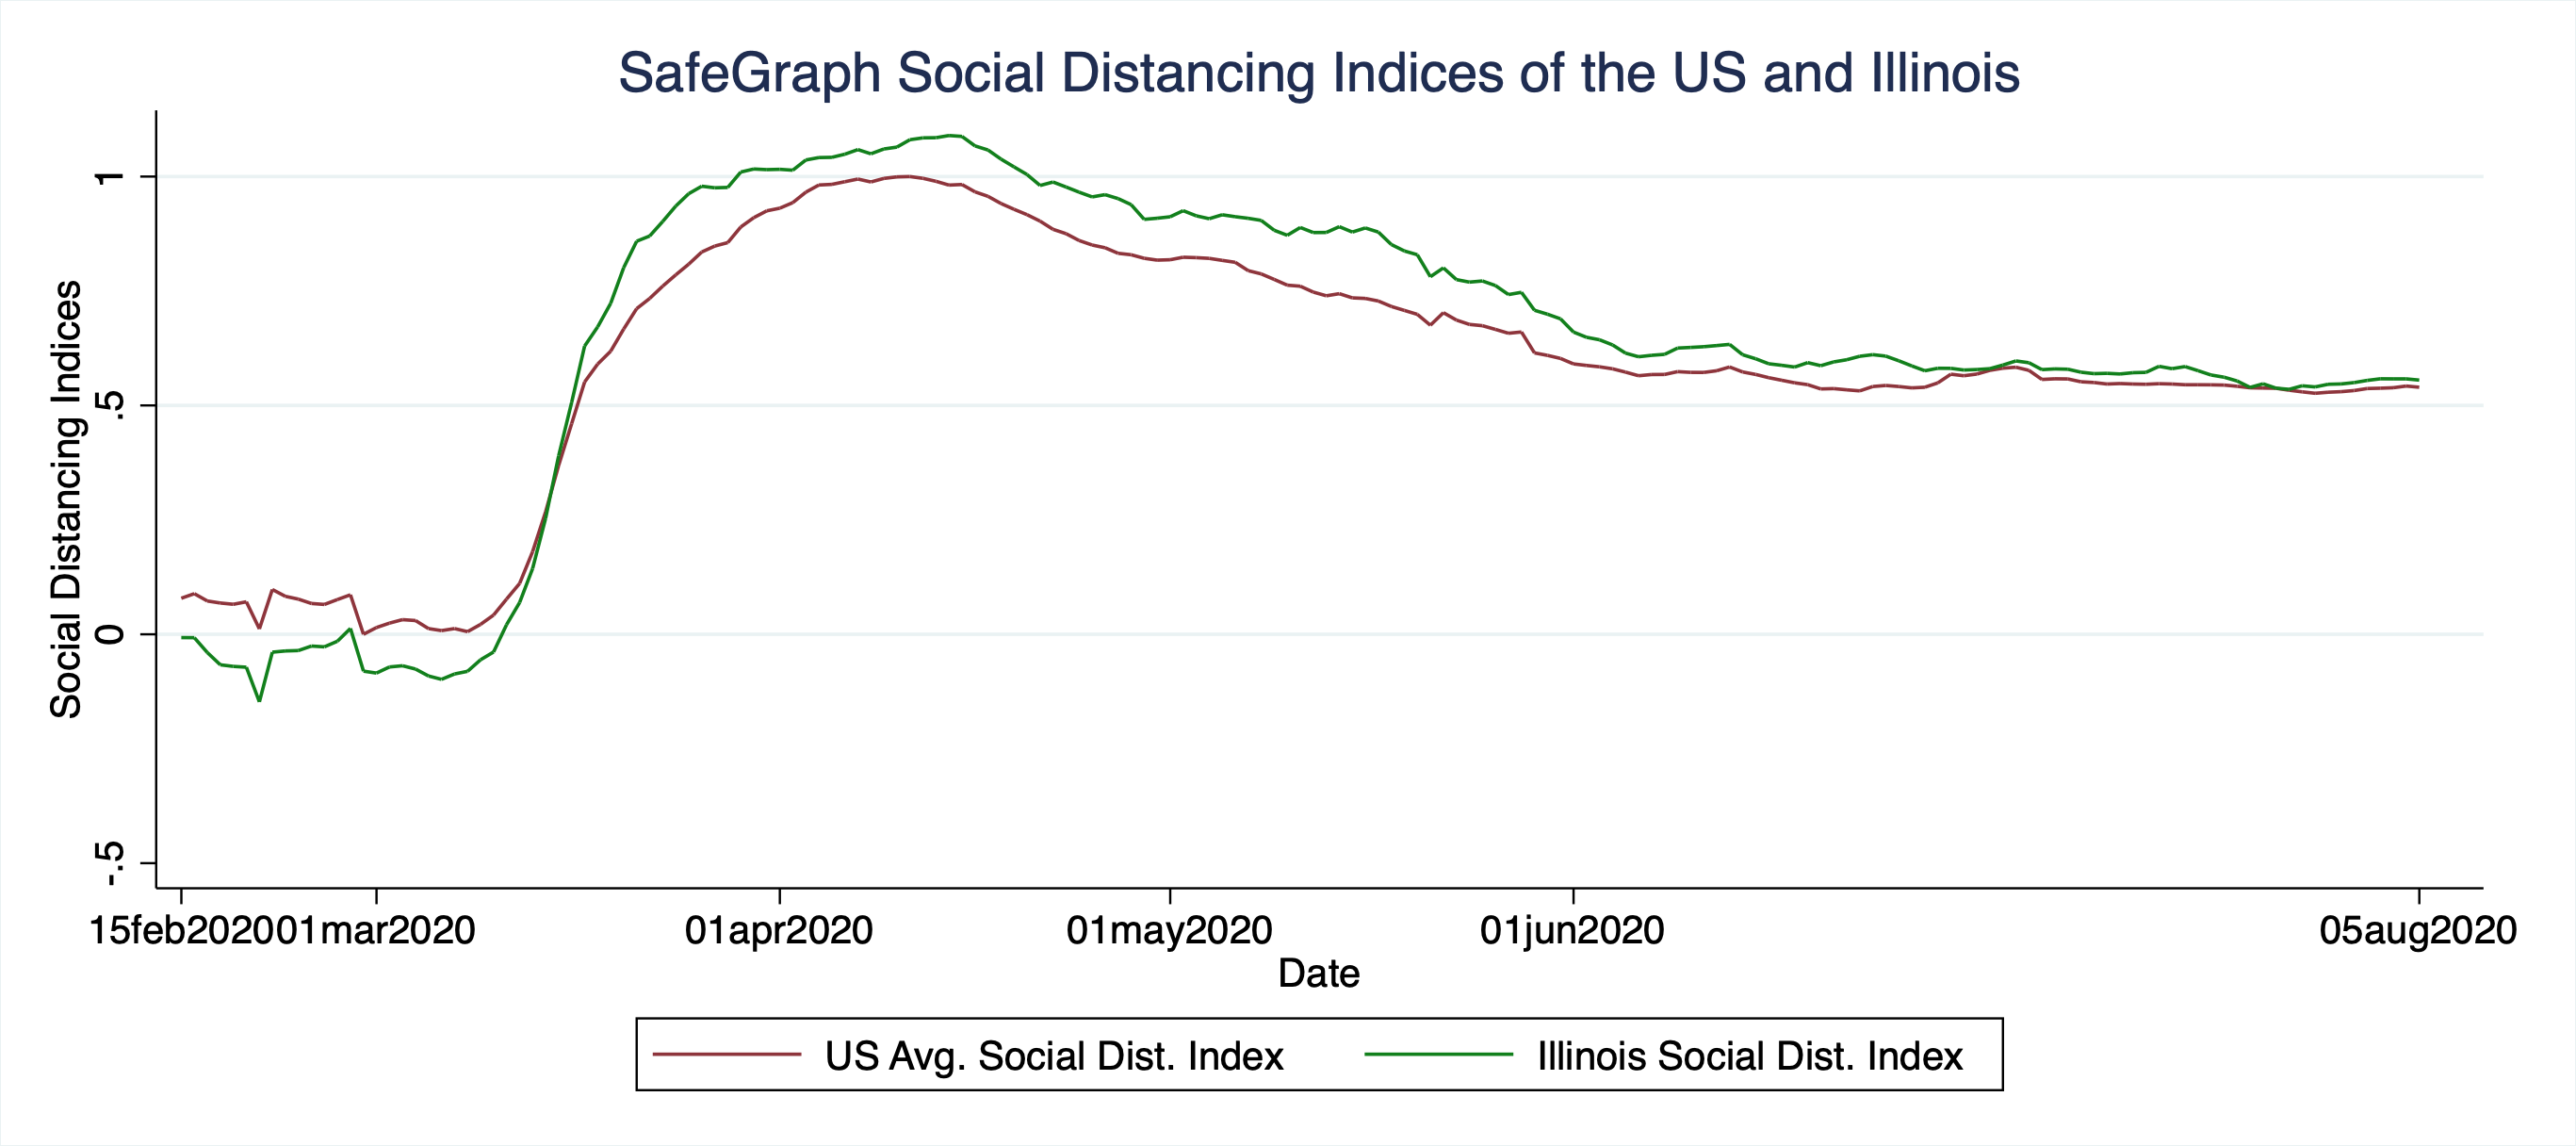 SafeGraph Social Distancing Indices of the US and Illinois
Social Distancing Indices
1
.5
0
-.5
15feb2020
01mar2020
01apr2020
01may2020
01jun2020
05aug2020
Date
US Avg. Social Dist. Index
Illinois Social Dist. Index